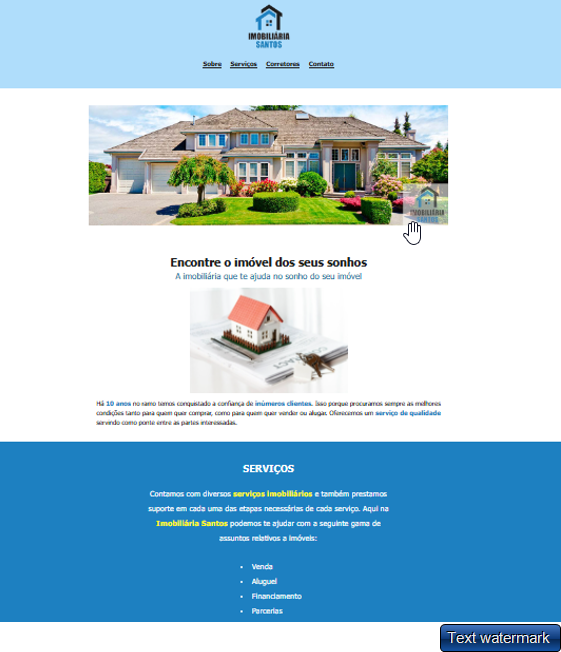 IMOBILIÁRIA
SANTOS
Sobre Serviços Corretores Contato
IMOBILIÁRIA
SANTOS
Encontre o imóvel dos seus sonhos
A imobiliária que te ajuda no sonho do seu imóvel
Há 10 anos no ramo temos conquistado a confiança de inúmeros clientes. Isso porque procuramos sempre as melhores
condições tanto para quem quer comprar, como para quem quer vender ou alugar. Oferecemos um serviço de qualidade
servindo como ponte entre as partes interessadas.
SERVIÇOS
Contamos com diversos serviços imobiliários e também prestamos
suporte em cada uma das etapas necessárias de cada serviço. Aqui na
Imobiliária Santos podemos te ajudar com a seguinte gama de
assuntos relativos a imóveis:
• Venda
• Aluguel
• Financiamento
• Parcerias
Text watermark